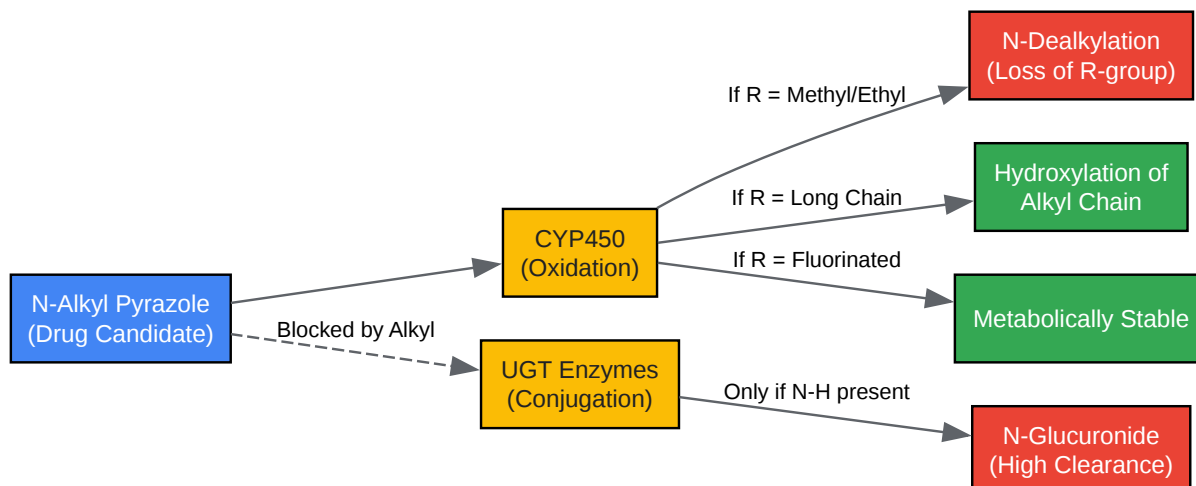 N-Dealkylation
(Loss of R-group)
If R = Methyl/Ethyl
Hydroxylation of
Alkyl Chain
If R = Long Chain
CYP450
(Oxidation)
If R = Fluorinated
Metabolically Stable
N-Alkyl Pyrazole
(Drug Candidate)
Blocked by Alkyl
UGT Enzymes
(Conjugation)
Only if N-H present
N-Glucuronide
(High Clearance)